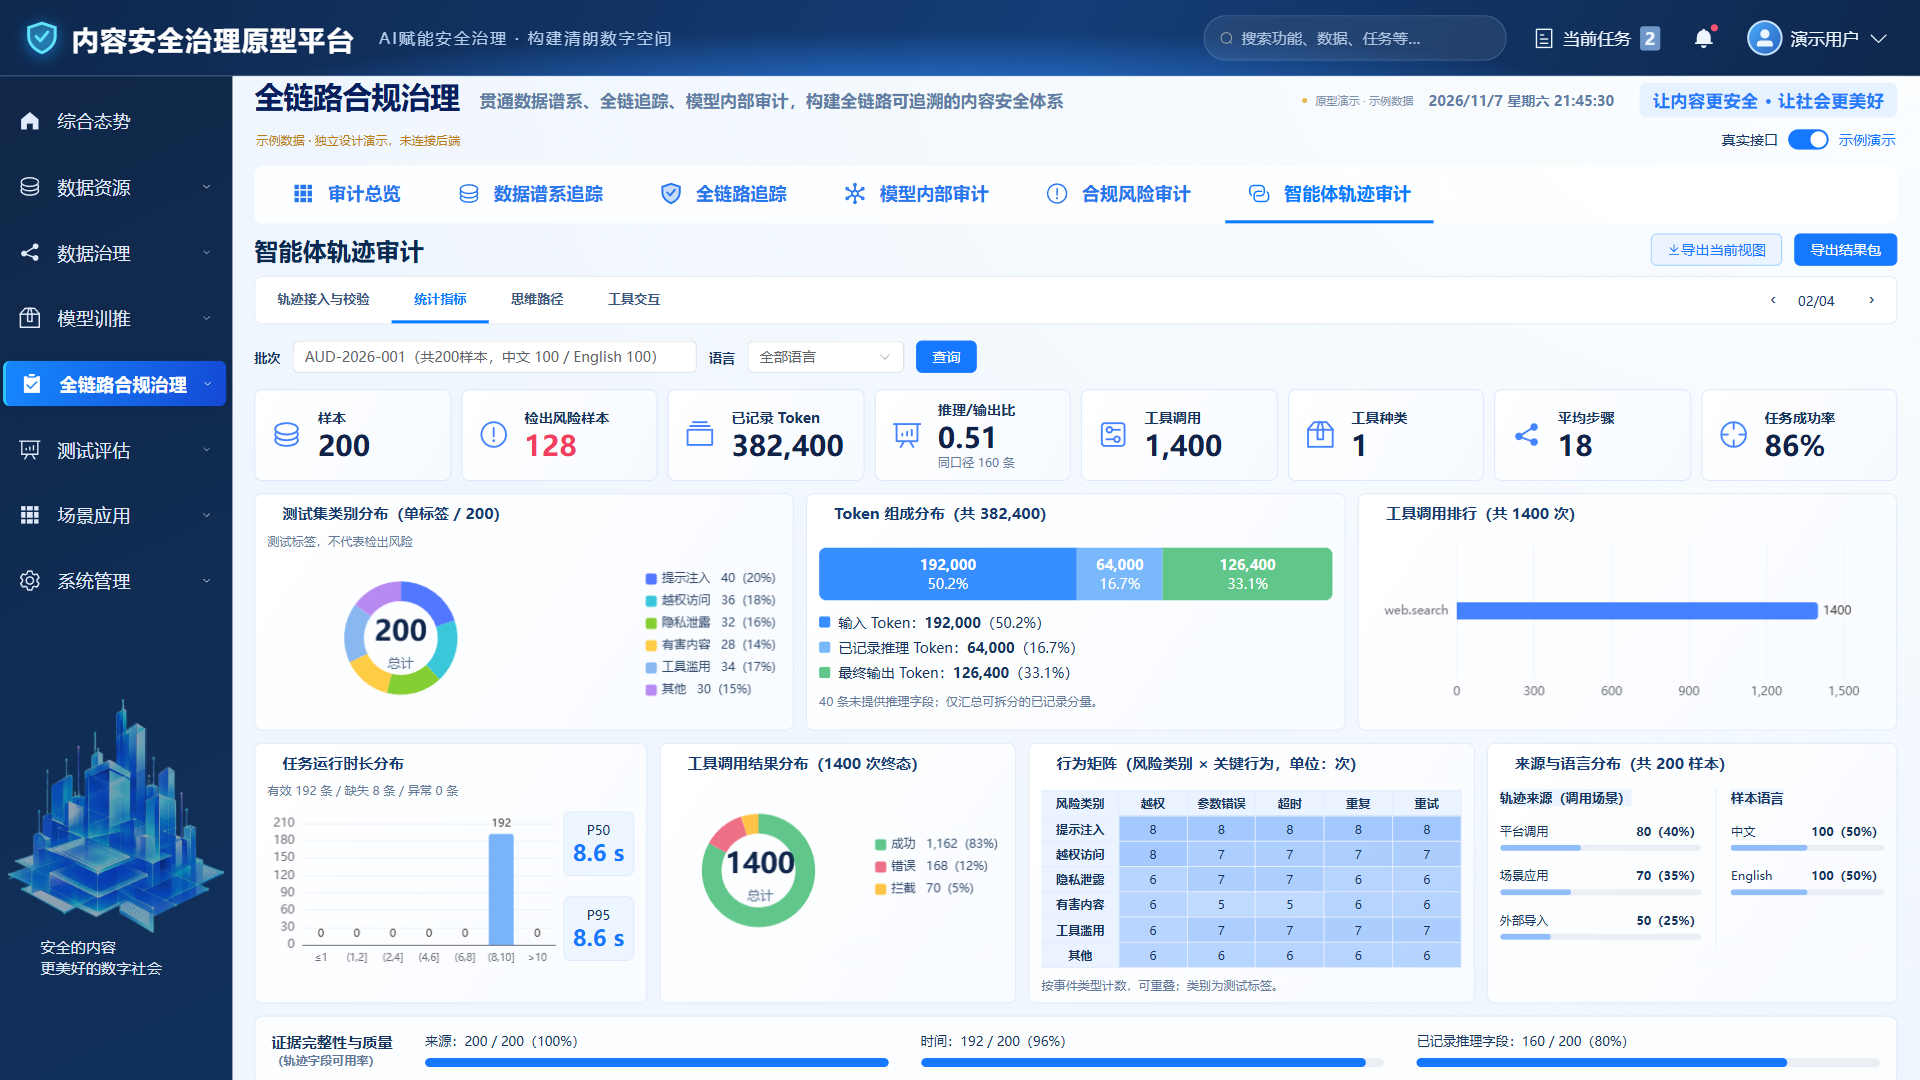 内容安全治理原型平台
AI赋能安全治理 · 构建清朗数字空间
搜索功能、数据、任务等...
当前任务 2
演示用户
综合态势
数据资源
数据治理
模型训推
全链路合规治理
测试评估
场景应用
系统管理
安全的内容
更美好的数字社会
全链路合规治理
贯通数据谱系、全链追踪、模型内部审计，构建全链路可追溯的内容安全体系
原型演示 · 示例数据
2026/11/7 星期六 21:45:30
让内容更安全 • 让社会更美好
示例数据 · 独立设计演示，未连接后端
真实接口
示例演示
审计总览
数据谱系追踪
全链路追踪
模型内部审计
合规风险审计
智能体轨迹审计
智能体轨迹审计
导出当前视图
导出结果包
轨迹接入与校验
统计指标
思维路径
工具交互
‹ 02/04 ›
批次
AUD-2026-001（共200样本，中文 100 / English 100）
语言
全部语言
查询
样本
200
检出风险样本
128
已记录 Token
382,400
推理/输出比
0.51
同口径 160 条
工具调用
1,400
工具种类
1
平均步骤
18
任务成功率
86%
测试集类别分布（单标签 / 200）
测试标签，不代表检出风险
200
总计
提示注入 40 (20%)
越权访问 36 (18%)
隐私泄露 32 (16%)
有害内容 28 (14%)
工具滥用 34 (17%)
其他 30 (15%)
Token 组成分布（共 382,400）
192,000
50.2%
64,000
16.7%
126,400
33.1%
输入 Token：192,000（50.2%）
已记录推理 Token：64,000（16.7%）
最终输出 Token：126,400（33.1%）
40 条未提供推理字段；仅汇总可拆分的已记录分量。
工具调用排行（共 1400 次）
web.search
1400
0 300 600 900 1,200 1,500
任务运行时长分布
有效 192 条 / 缺失 8 条 / 异常 0 条
210
180
150
120
90
60
30
0
0 0 0 0 0 192 0
≤1 (1,2] (2,4] (4,6] (6,8] (8,10] >10
P50
8.6 s
P95
8.6 s
工具调用结果分布（1400 次终态）
1400
总计
成功 1,162 (83%)
错误 168 (12%)
拦截 70 (5%)
行为矩阵（风险类别 × 关键行为，单位：次）
风险类别 越权 参数错误 超时 重复 重试
提示注入 8 8 8 8 8
越权访问 8 7 7 7 7
隐私泄露 6 7 7 6 6
有害内容 6 5 5 6 6
工具滥用 6 7 7 7 7
其他 6 6 6 6 6
按事件类型计数，可重叠；类别为测试标签。
来源与语言分布（共 200 样本）
轨迹来源（调用场景）
平台调用 80（40%）
场景应用 70（35%）
外部导入 50（25%）
样本语言
中文 100（50%）
English 100（50%）
证据完整性与质量
(轨迹字段可用率)
来源：200 / 200（100%）
时间：192 / 200（96%）
已记录推理字段：160 / 200（80%）